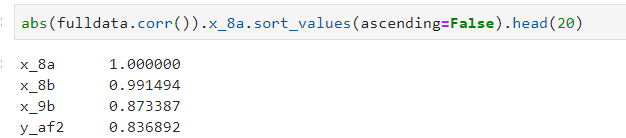 abs(fulldata.corr()).x_8a.sort_values(ascending=False).head(20)
x_8a 1.000000
x_8b 0.991494
x_9b 0.873387
y_af2 0.836892